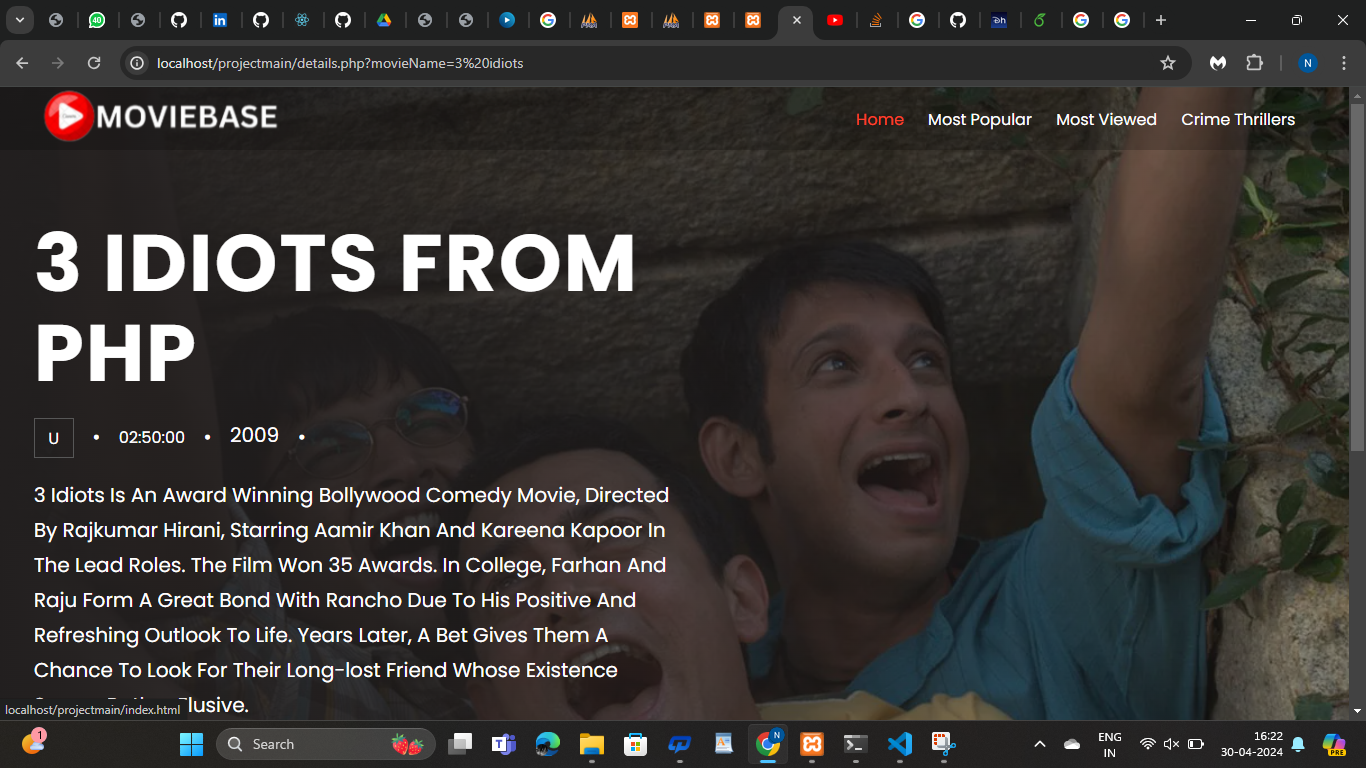 40
Dh
localhost/projectmain/details.php?movieName=3%20idiots
N
MOVIEBASE
Home Most Popular Most Viewed Crime Thrillers
3 IDIOTS FROM
PHP
U • 02:50:00 • 2009 •
3 Idiots Is An Award Winning Bollywood Comedy Movie, Directed
By Rajkumar Hirani, Starring Aamir Khan And Kareena Kapoor In
The Lead Roles. The Film Won 35 Awards. In College, Farhan And
Raju Form A Great Bond With Rancho Due To His Positive And
Refreshing Outlook To Life. Years Later, A Bet Gives Them A
Chance To Look For Their Long-lost Friend Whose Existence
Elusive.
localhost/projectmain/index.html
1
Search
N
ENG
IN
16:22
30-04-2024
PRE